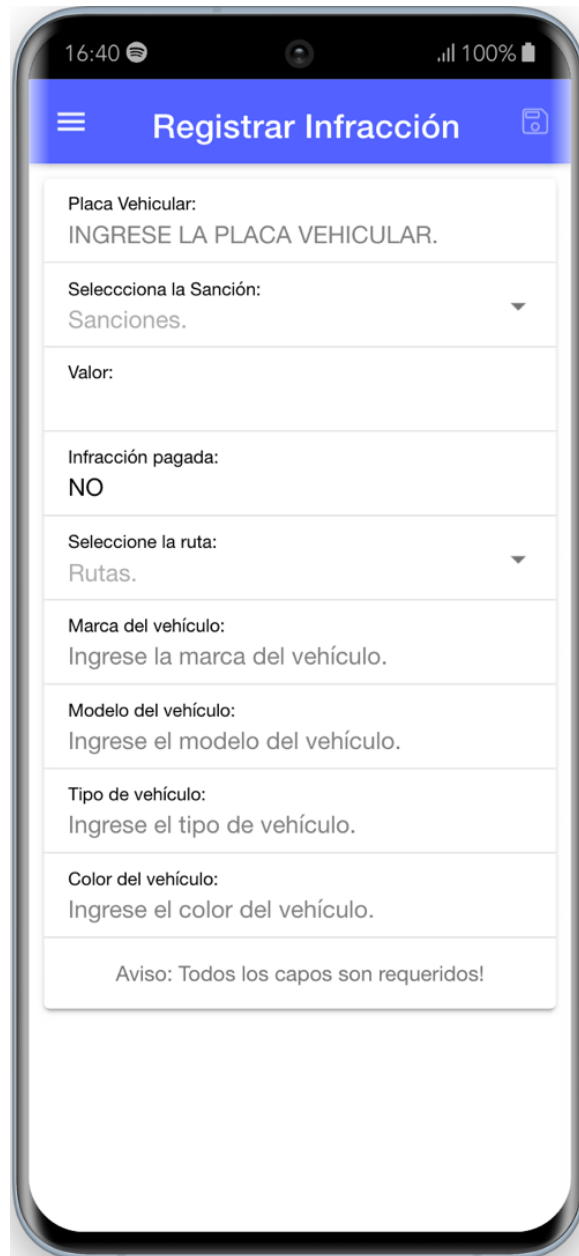 16:40
100%
Registrar Infracción
Placa Vehicular:
INGRESE LA PLACA VEHICULAR.
Seleccciona la Sanción:
Sanciones.
Valor:
Infracción pagada:
NO
Seleccione la ruta:
Rutas.
Marca del vehículo:
Ingrese la marca del vehículo.
Modelo del vehículo:
Ingrese el modelo del vehículo.
Tipo de vehículo:
Ingrese el tipo de vehículo.
Color del vehículo:
Ingrese el color del vehículo.
Aviso: Todos los capos son requeridos!